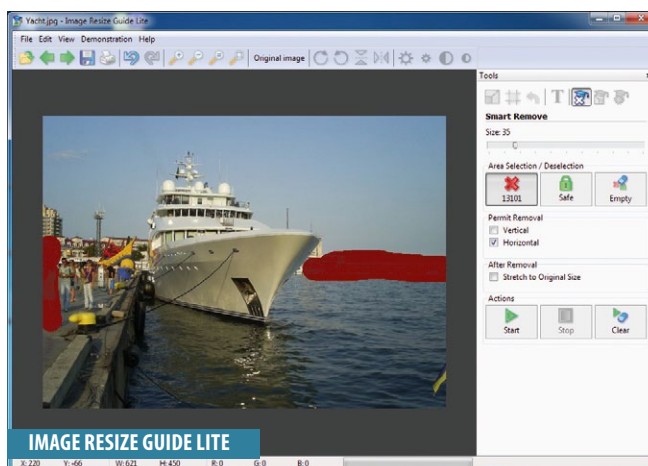 Yacht.jpg - Image Resize Guide Lite
File Edit View Demonstration Help
Original image
Tools
T
Smart Remove
Size: 35
Area Selection / Deselection
13101 Safe Empty
Permit Removal
Vertical
Horizontal
After Removal
Stretch to Original Size
Actions
Start Stop Clear
IMAGE RESIZE GUIDE LITE
X: 220 Y: -66 W: 621 H: 450 R: 0 G: 0 B: 0